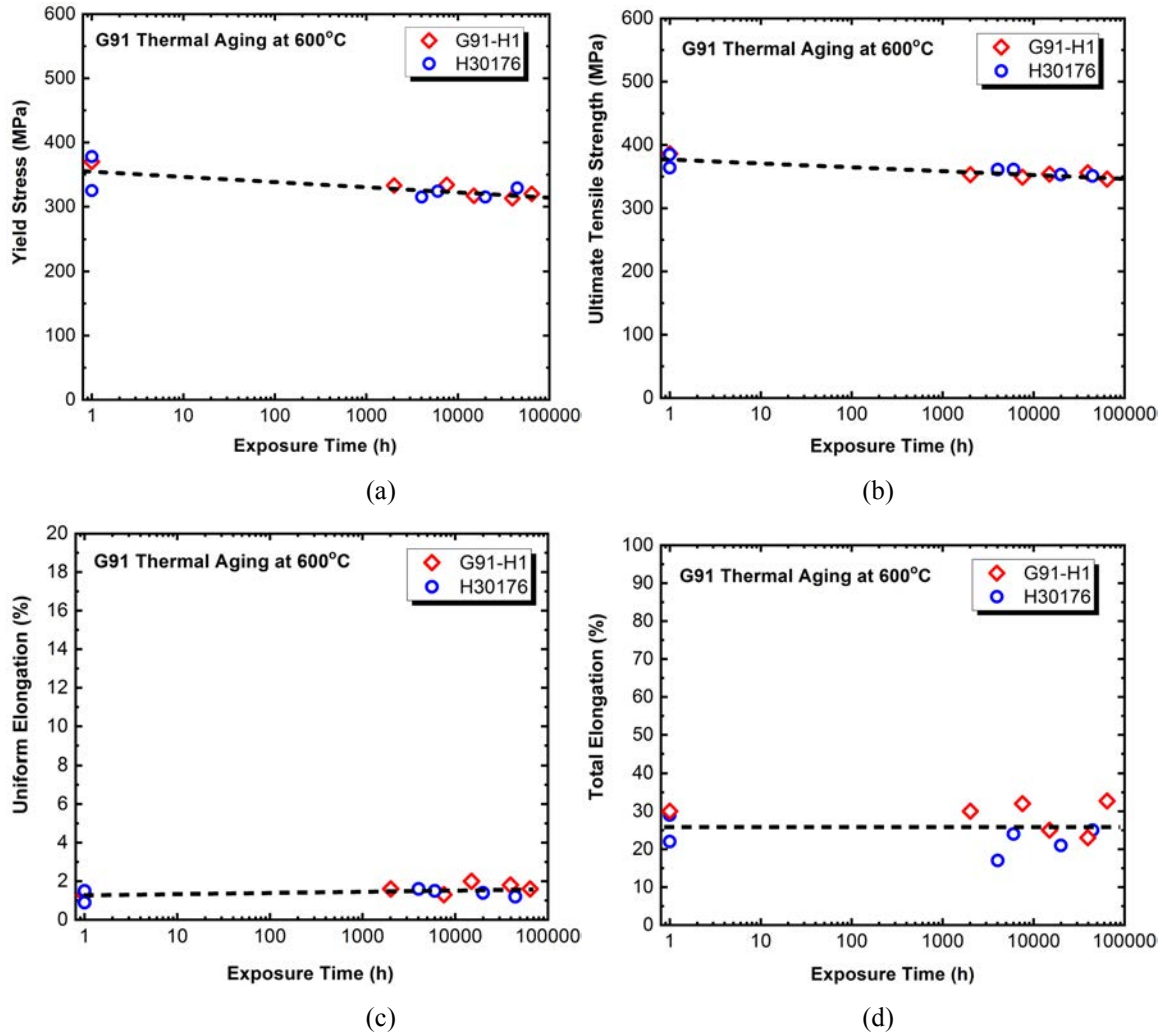 G91 Thermal Aging at 600°C
G91-H1
H30176
Yield Stress (MPa)
600
500
400
300
200
100
0
1 10 100 1000 10000 100000
Exposure Time (h)
(a)
G91 Thermal Aging at 600°C
G91-H1
H30176
Ultimate Tensile Strength (MPa)
600
500
400
300
200
100
0
1 10 100 1000 10000 100000
Exposure Time (h)
(b)
G91 Thermal Aging at 600°C
G91-H1
H30176
Uniform Elongation (%)
20
18
16
14
12
10
8
6
4
2
0
1 10 100 1000 10000 100000
Exposure Time (h)
(c)
G91 Thermal Aging at 600°C
G91-H1
H30176
Total Elongation (%)
100
90
80
70
60
50
40
30
20
10
0
1 10 100 1000 10000 100000
Exposure Time (h)
(d)